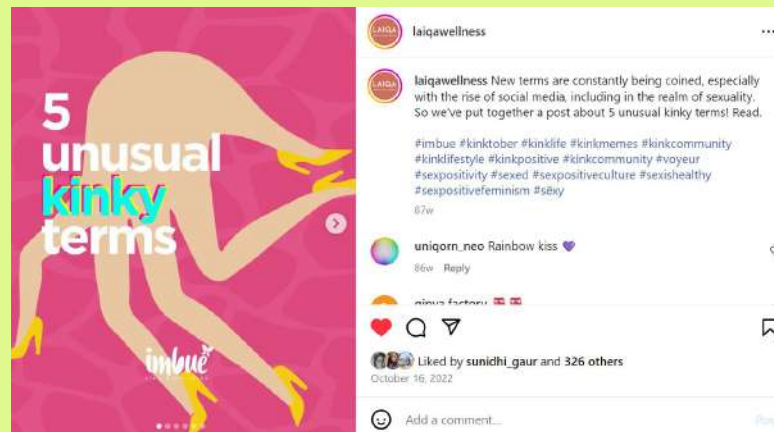 5
unusual
kinky
terms
imbue
laiqawellness
laiqawellness New terms are constantly being coined, especially
with the rise of social media, including in the realm of sexuality.
So we've put together a post about 5 unusual kinky terms! Read.
#imbue #kinktober #kinklife #kinkmemes #kinkcommunity
#kinklifestyle #kinkpositive #kinkcommunity #voyeur
#sexpositivity #sexed #sexpositiveculture #sexishealthy
#sexpositivefeminism #sëxy
87w
uniqorn_neo Rainbow kiss 💜
86w Reply
Liked by sunidhi_gaur and 326 others
October 16, 2022
Add a comment...